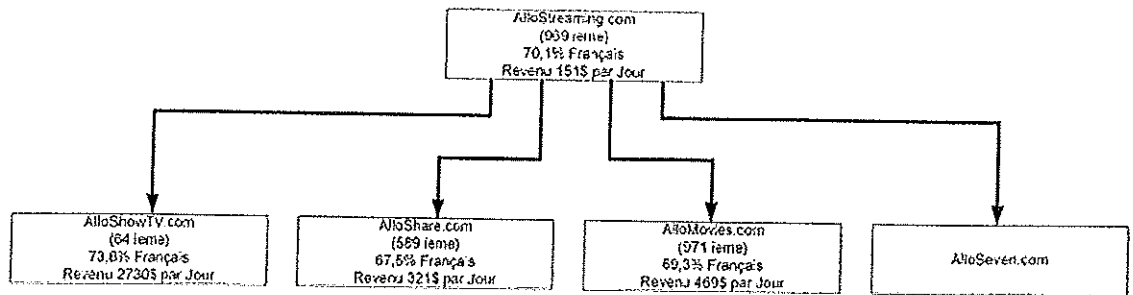 AlloStreaming.com
(909 ieme)
70,1% Français
Revenu 151$ par Jour
AlloShowTV.com
(64 ieme)
73,8% Français
Revenu 2730$ par Jour
AlloShare.com
(589 ieme)
67,5% Français
Revenu 321$ par Jour
AlloMovies.com
(971 ieme)
69,3% Français
Revenu 469$ par Jour
AlloSeven.com